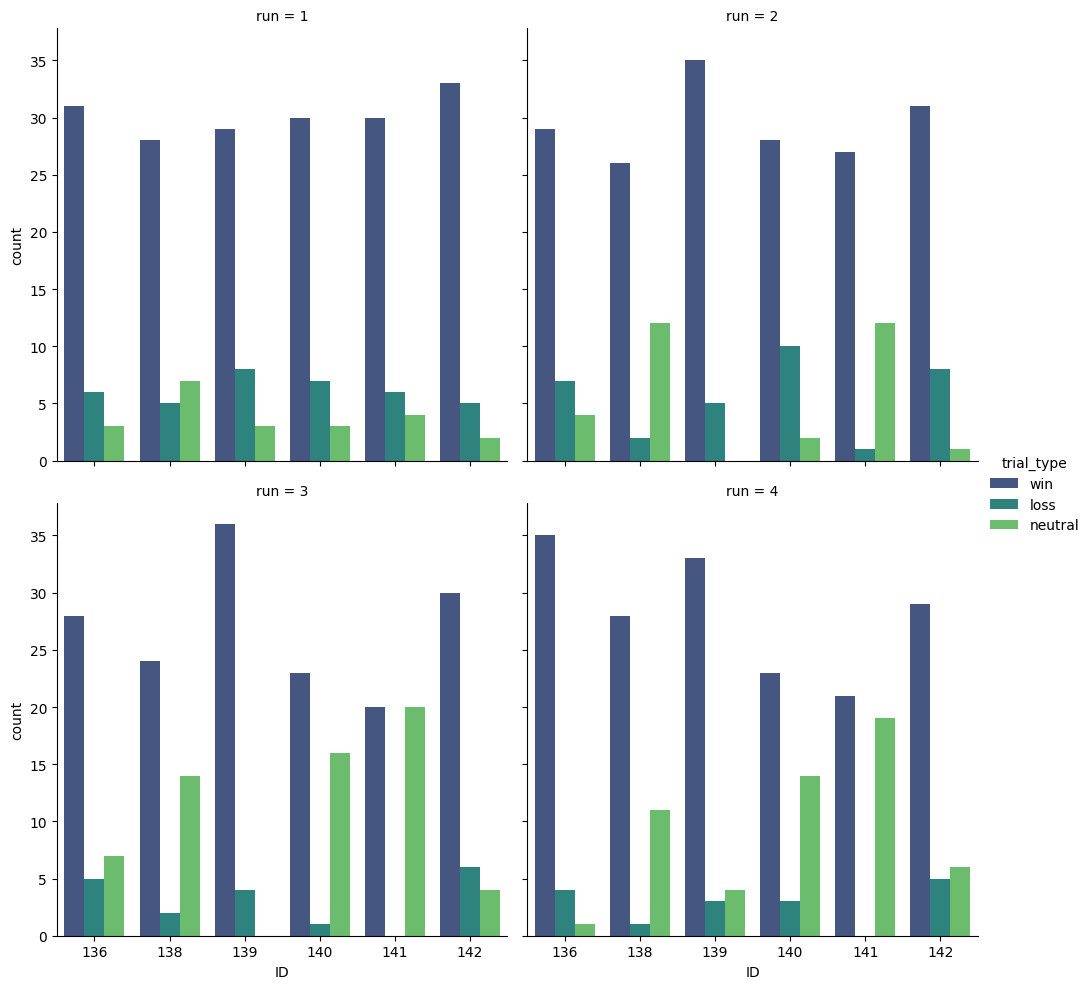 run = 1
run = 2
35
30
25
20
15
10
5
0
count
run = 3
run = 4
35
30
25
20
15
10
5
0
count
136 138 139 140 141 142
136 138 139 140 141 142
ID
ID
trial_type
win
loss
neutral